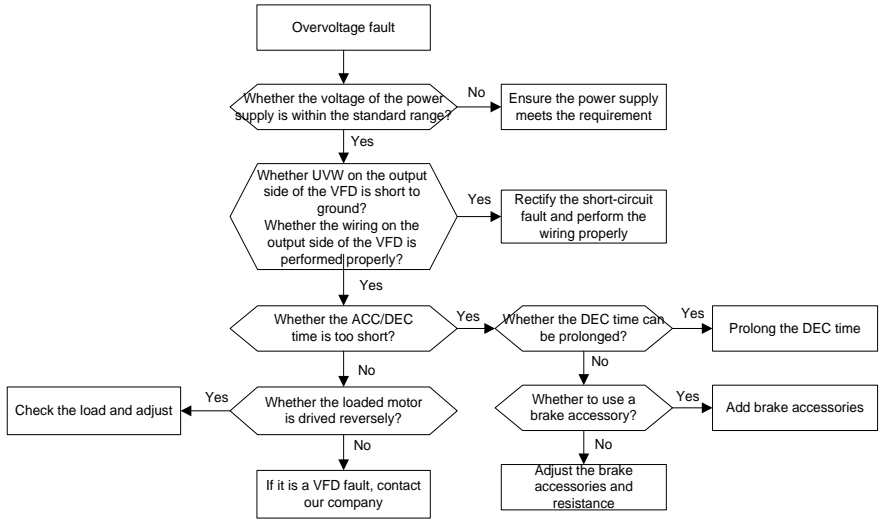 Overvoltage fault
Whether the voltage of the power
supply is within the standard range?
No
Ensure the power supply
meets the requirement
Yes
Whether UVW on the output
side of the VFD is short to
ground?
Whether the wiring on the
output side of the VFD is
performed properly?
Yes
Rectify the short-circuit
fault and perform the
wiring properly
Yes
Whether the ACC/DEC
time is too short?
Yes
Whether the DEC time can
be prolonged?
Yes
Prolong the DEC time
No
No
Check the load and adjust
Yes
Whether the loaded motor
is drived reversely?
Whether to use a
brake accessory?
Yes
Add brake accessories
No
No
If it is a VFD fault, contact
our company
Adjust the brake
accessories and
resistance